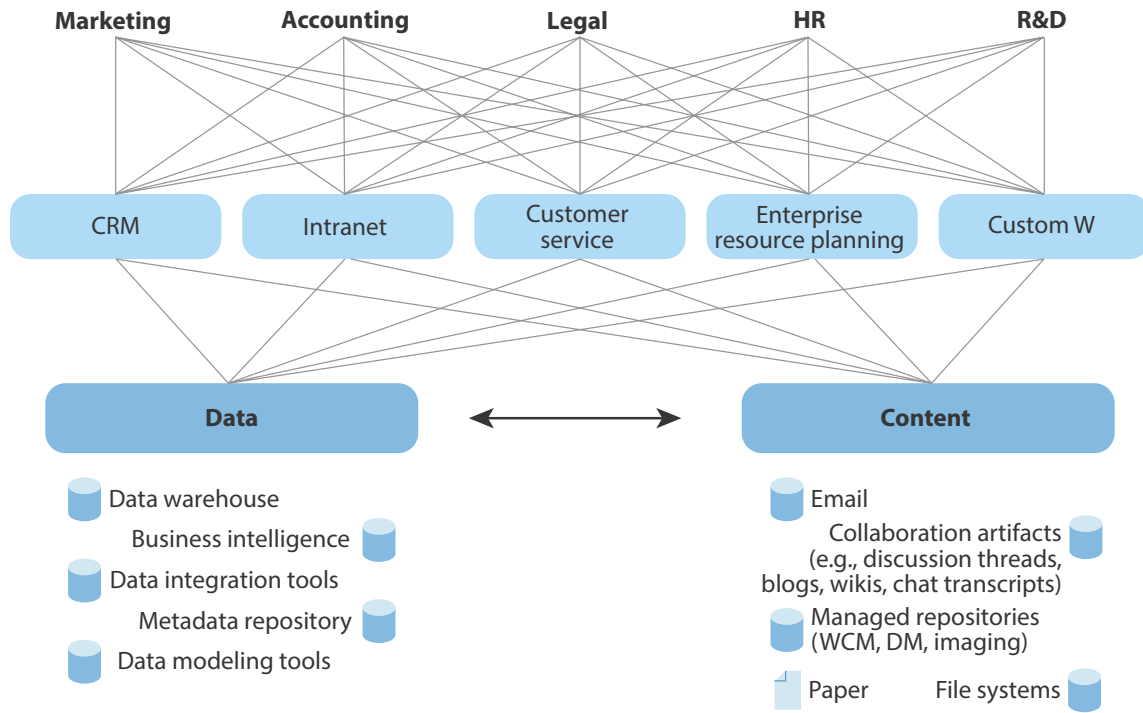 Marketing
Accounting
Legal
HR
R&D
CRM
Intranet
Customer
service
Enterprise
resource planning
Custom W
Data
Content
Data warehouse
Business intelligence
Data integration tools
Metadata repository
Data modeling tools
Email
Collaboration artifacts
(e.g., discussion threads,
blogs, wikis, chat transcripts)
Managed repositories
(WCM, DM, imaging)
Paper
File systems